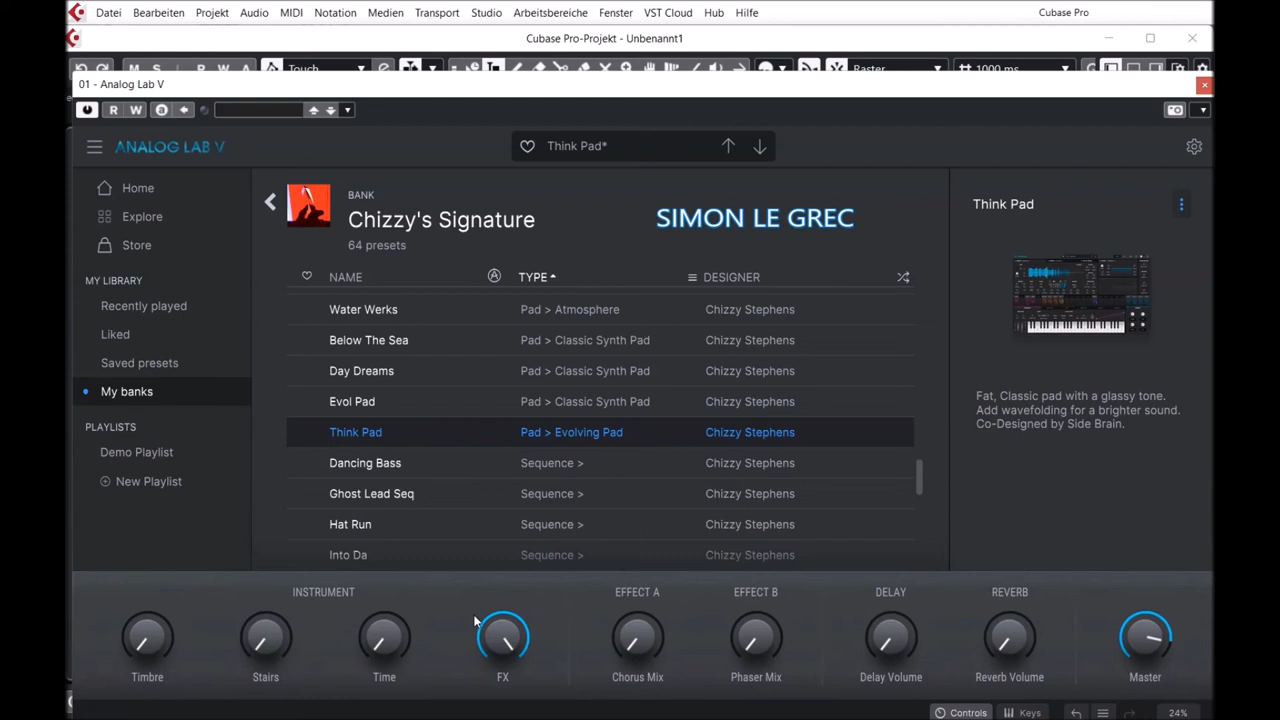 Datei Bearbeiten Projekt Audio MIDI Notation Medien Transport Studio Arbeitsbereiche Fenster VST Cloud Hub Hilfe Cubase Pro
Cubase Pro-Projekt - Unbenannt1
M S R W A Touch Raster 1000 ms
01 - Analog Lab V
R W a
ANALOG LAB V Think Pad*
Home
Explore
Store
MY LIBRARY
Recently played
Liked
Saved presets
My banks
PLAYLISTS
Demo Playlist
New Playlist
BANK
Chizzy's Signature
64 presets
SIMON LE GREC
NAME TYPE DESIGNER
Water Werks Pad > Atmosphere Chizzy Stephens
Below The Sea Pad > Classic Synth Pad Chizzy Stephens
Day Dreams Pad > Classic Synth Pad Chizzy Stephens
Evol Pad Pad > Classic Synth Pad Chizzy Stephens
Think Pad Pad > Evolving Pad Chizzy Stephens
Dancing Bass Sequence > Chizzy Stephens
Ghost Lead Seq Sequence > Chizzy Stephens
Hat Run Sequence > Chizzy Stephens
Into Da Sequence > Chizzy Stephens
Think Pad
Fat, Classic pad with a glassy tone.
Add wavefolding for a brighter sound.
Co-Designed by Side Brain.
INSTRUMENT EFFECT A EFFECT B DELAY REVERB
Timbre Stairs Time FX Chorus Mix Phaser Mix Delay Volume Reverb Volume Master
Controls Keys 24%